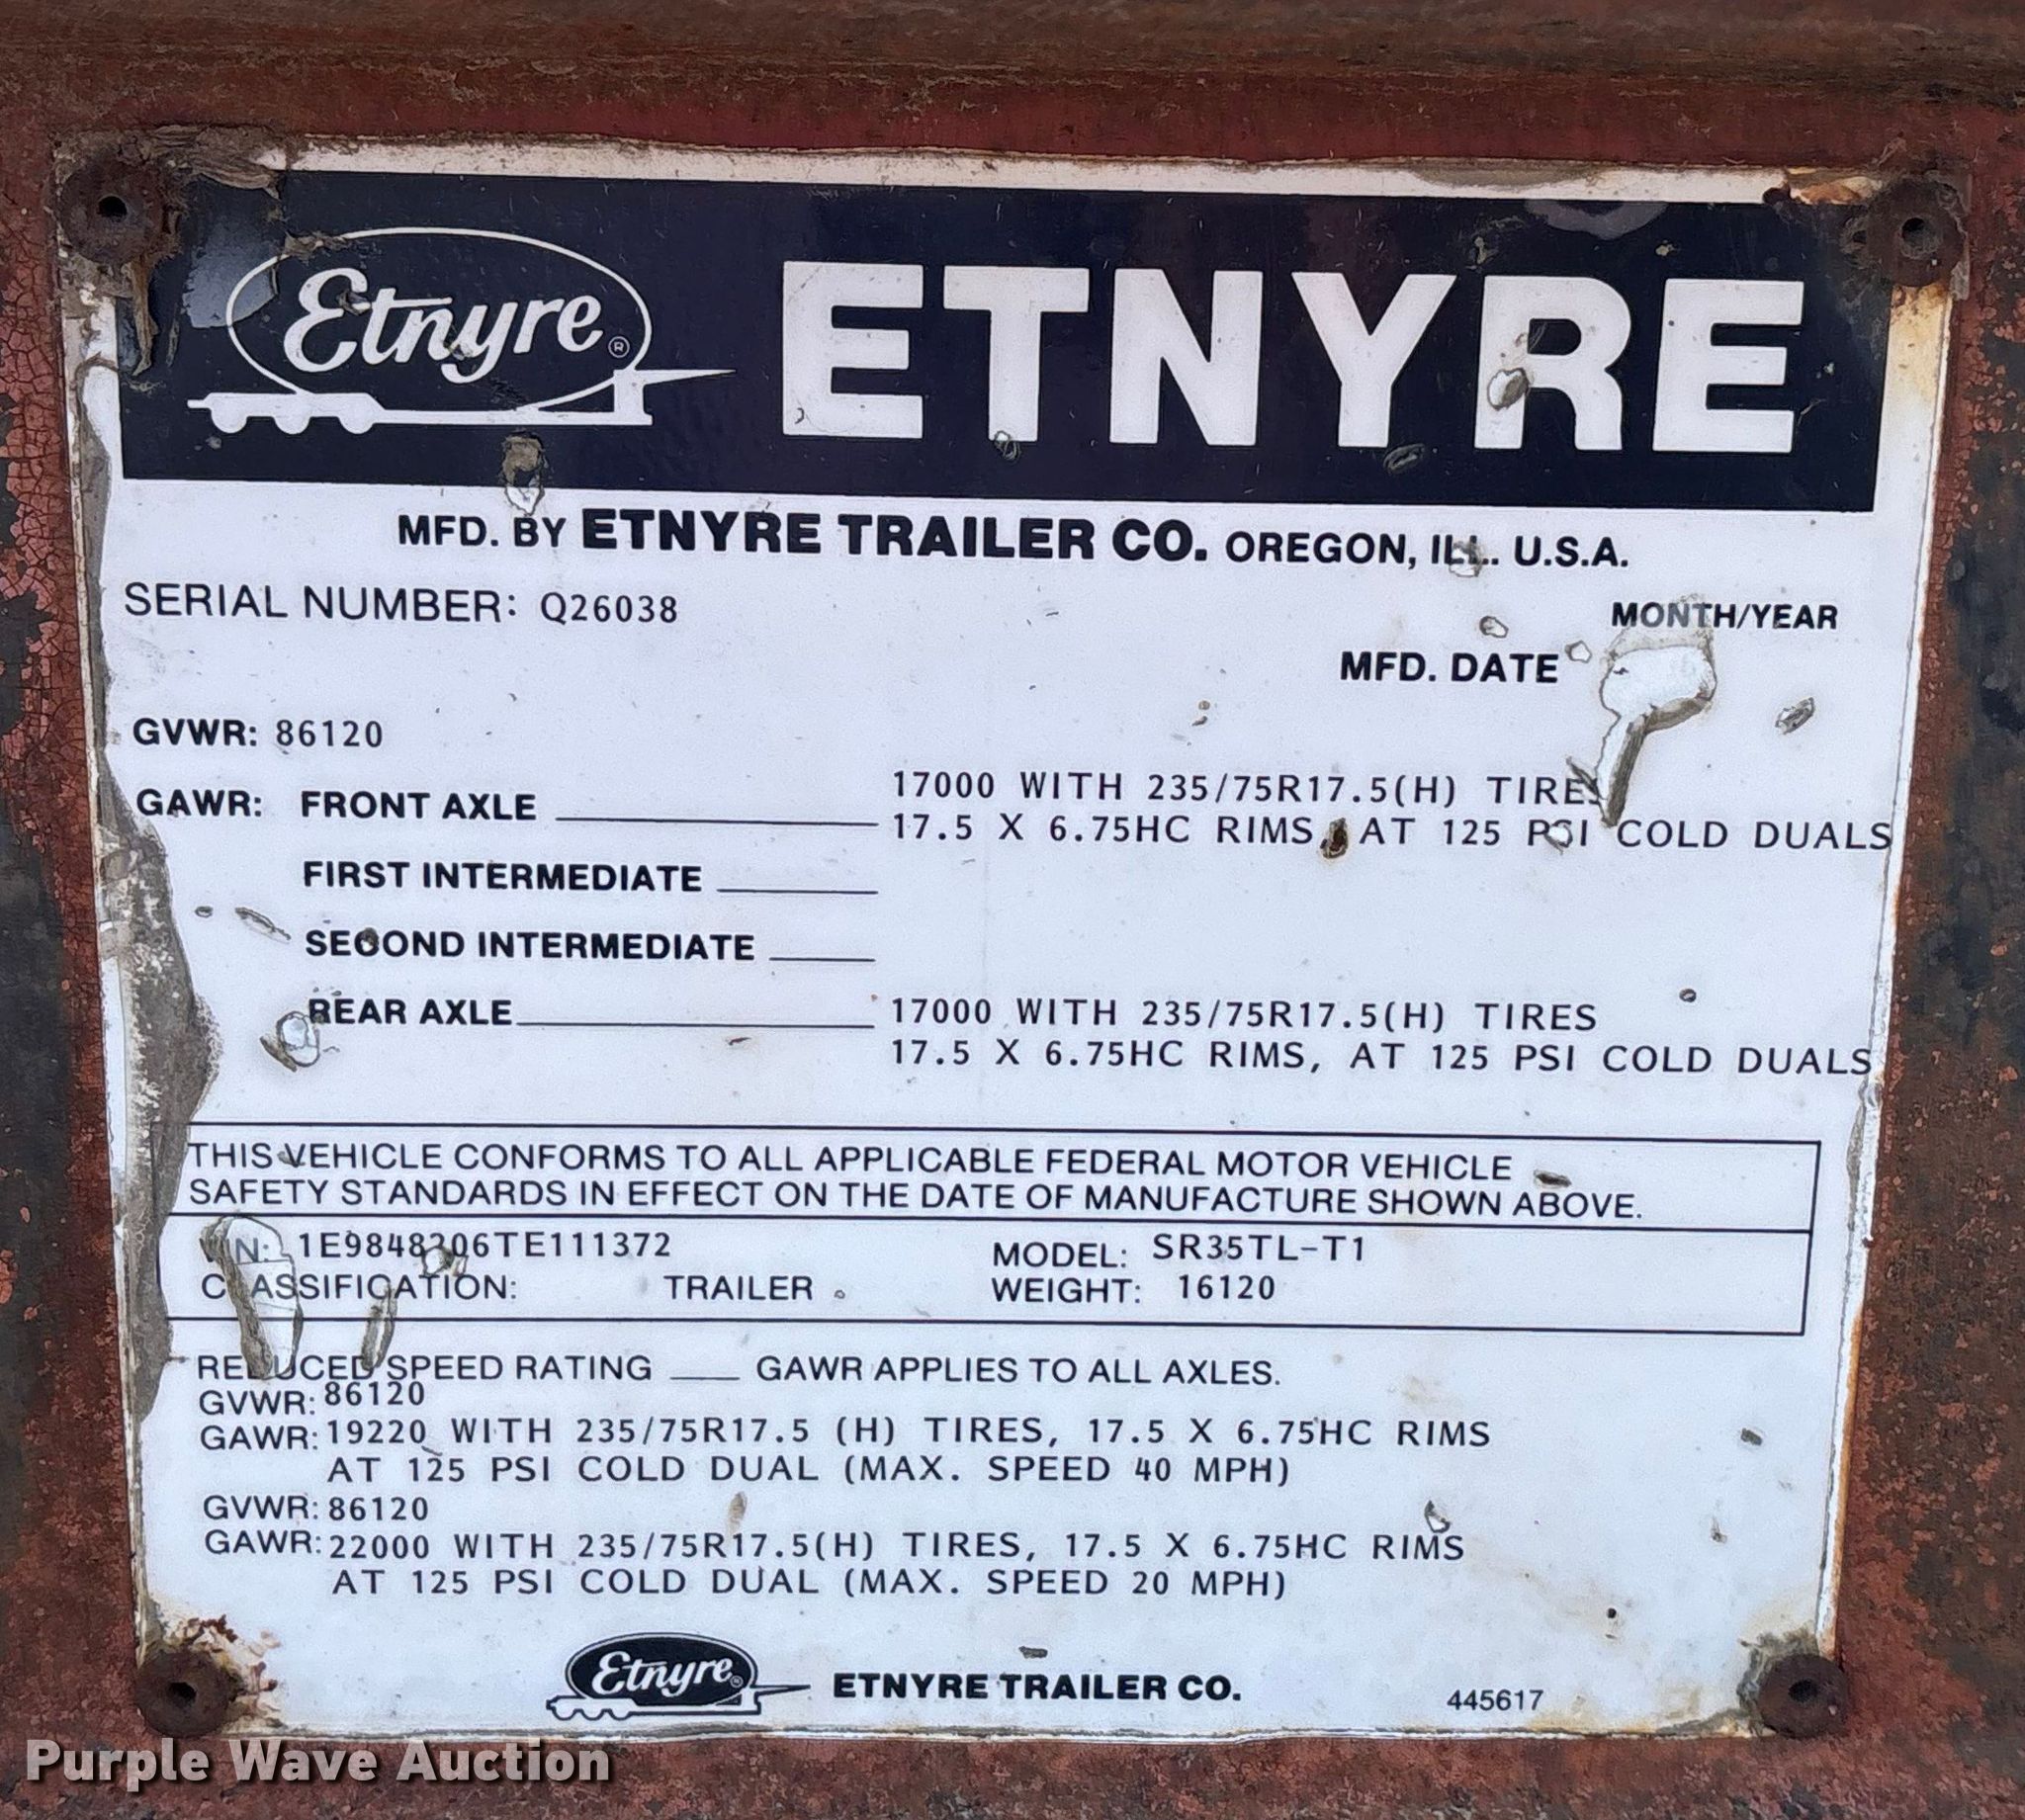 Etnyre ®
ETNYRE
MFD. BY ETNYRE TRAILER CO. OREGON, ILL. U.S.A.
SERIAL NUMBER: Q26038
MONTH/YEAR
MFD. DATE
GVWR: 86120
GAWR: FRONT AXLE 17000 WITH 235/75R17.5(H) TIRES
17.5 X 6.75HC RIMS, AT 125 PSI COLD DUALS
FIRST INTERMEDIATE
SECOND INTERMEDIATE
REAR AXLE 17000 WITH 235/75R17.5(H) TIRES
17.5 X 6.75HC RIMS, AT 125 PSI COLD DUALS
THIS VEHICLE CONFORMS TO ALL APPLICABLE FEDERAL MOTOR VEHICLE
SAFETY STANDARDS IN EFFECT ON THE DATE OF MANUFACTURE SHOWN ABOVE.
VIN: MODEL: SR35TL-T1
CLASSIFICATION: TRAILER WEIGHT: 16120
REDUCED SPEED RATING ___ GAWR APPLIES TO ALL AXLES.
GVWR: 86120
GAWR: 19220 WITH 235/75R17.5 (H) TIRES, 17.5 X 6.75HC RIMS
AT 125 PSI COLD DUAL (MAX. SPEED 40 MPH)
GVWR: 86120
GAWR: 22000 WITH 235/75R17.5(H) TIRES, 17.5 X 6.75HC RIMS
AT 125 PSI COLD DUAL (MAX. SPEED 20 MPH)
Etnyre ® ETNYRE TRAILER CO. 445617
Purple Wave Auction